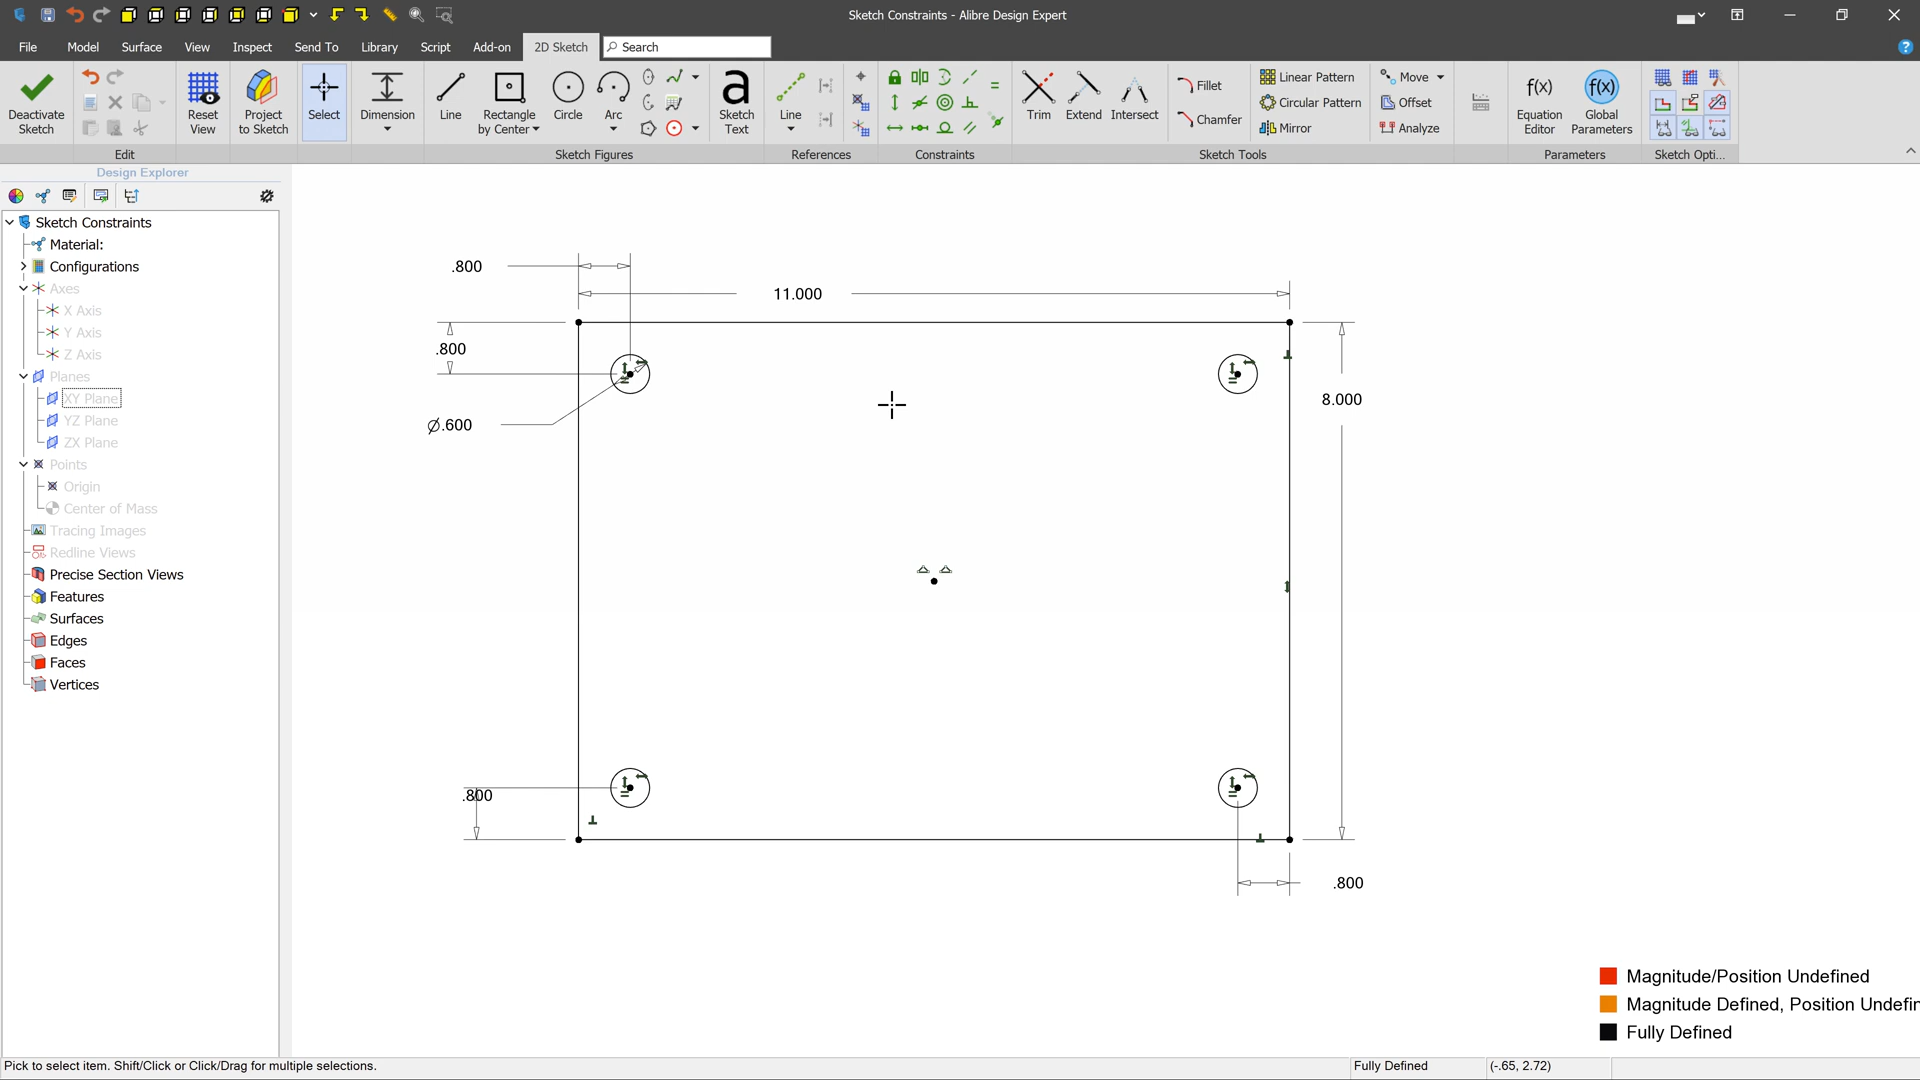 Sketch Constraints - Alibre Design Expert
File
Model
Surface
View
Inspect
Send To
Library
Script
Add-on
2D Sketch
Search
Deactivate
Sketch
Reset
View
Project
to Sketch
Select
Dimension
Line
Rectangle
by Center
Circle
Arc
a
Sketch
Text
Line
Trim
Extend
Intersect
Fillet
Chamfer
Linear Pattern
Circular Pattern
Mirror
Move
Offset
Analyze
f(x)
Equation
Editor
f(x)
Global
Parameters
Edit
Sketch Figures
References
Constraints
Sketch Tools
Parameters
Sketch Opti...
Design Explorer
Sketch Constraints
Material:
Configurations
Axes
X Axis
Y Axis
Z Axis
Planes
XY Plane
YZ Plane
ZX Plane
Points
Origin
Center of Mass
Tracing Images
Redline Views
Precise Section Views
Features
Surfaces
Edges
Faces
Vertices
.800
11.000
.800
8.000
Ø.600
.800
.800
Magnitude/Position Undefined
Magnitude Defined, Position Undefin
Fully Defined
Pick to select item. Shift/Click or Click/Drag for multiple selections.
Fully Defined
(-.65, 2.72)